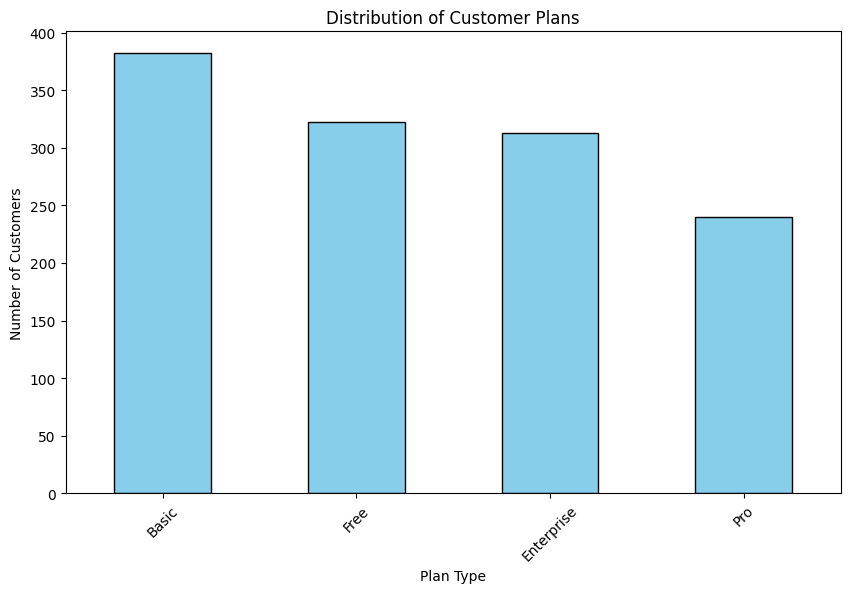 Distribution of Customer Plans
Number of Customers
400
350
300
250
200
150
100
50
0
Basic
Free
Enterprise
Pro
Plan Type